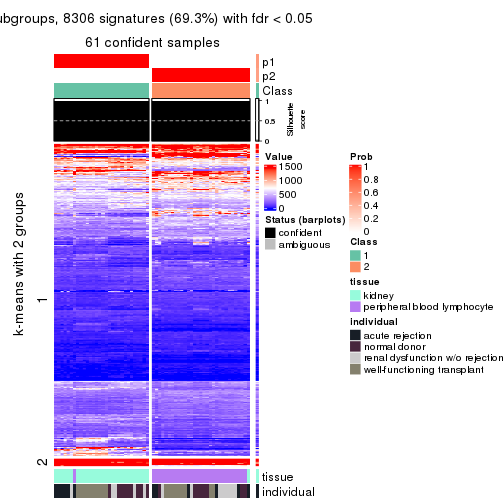 ubgroups, 8306 signatures (69.3%) with fdr < 0.05
61 confident samples
p1
p2
Class
1
0.5
0
Silhouette
score
k-means with 2 groups
1
2
tissue
individual
Value
1500
1000
500
0
Status (barplots)
confident
ambiguous
Prob
1
0.8
0.6
0.4
0.2
0
Class
1
2
tissue
kidney
peripheral blood lymphocyte
individual
acute rejection
normal donor
renal dysfunction w/o rejection
well-functioning transplant